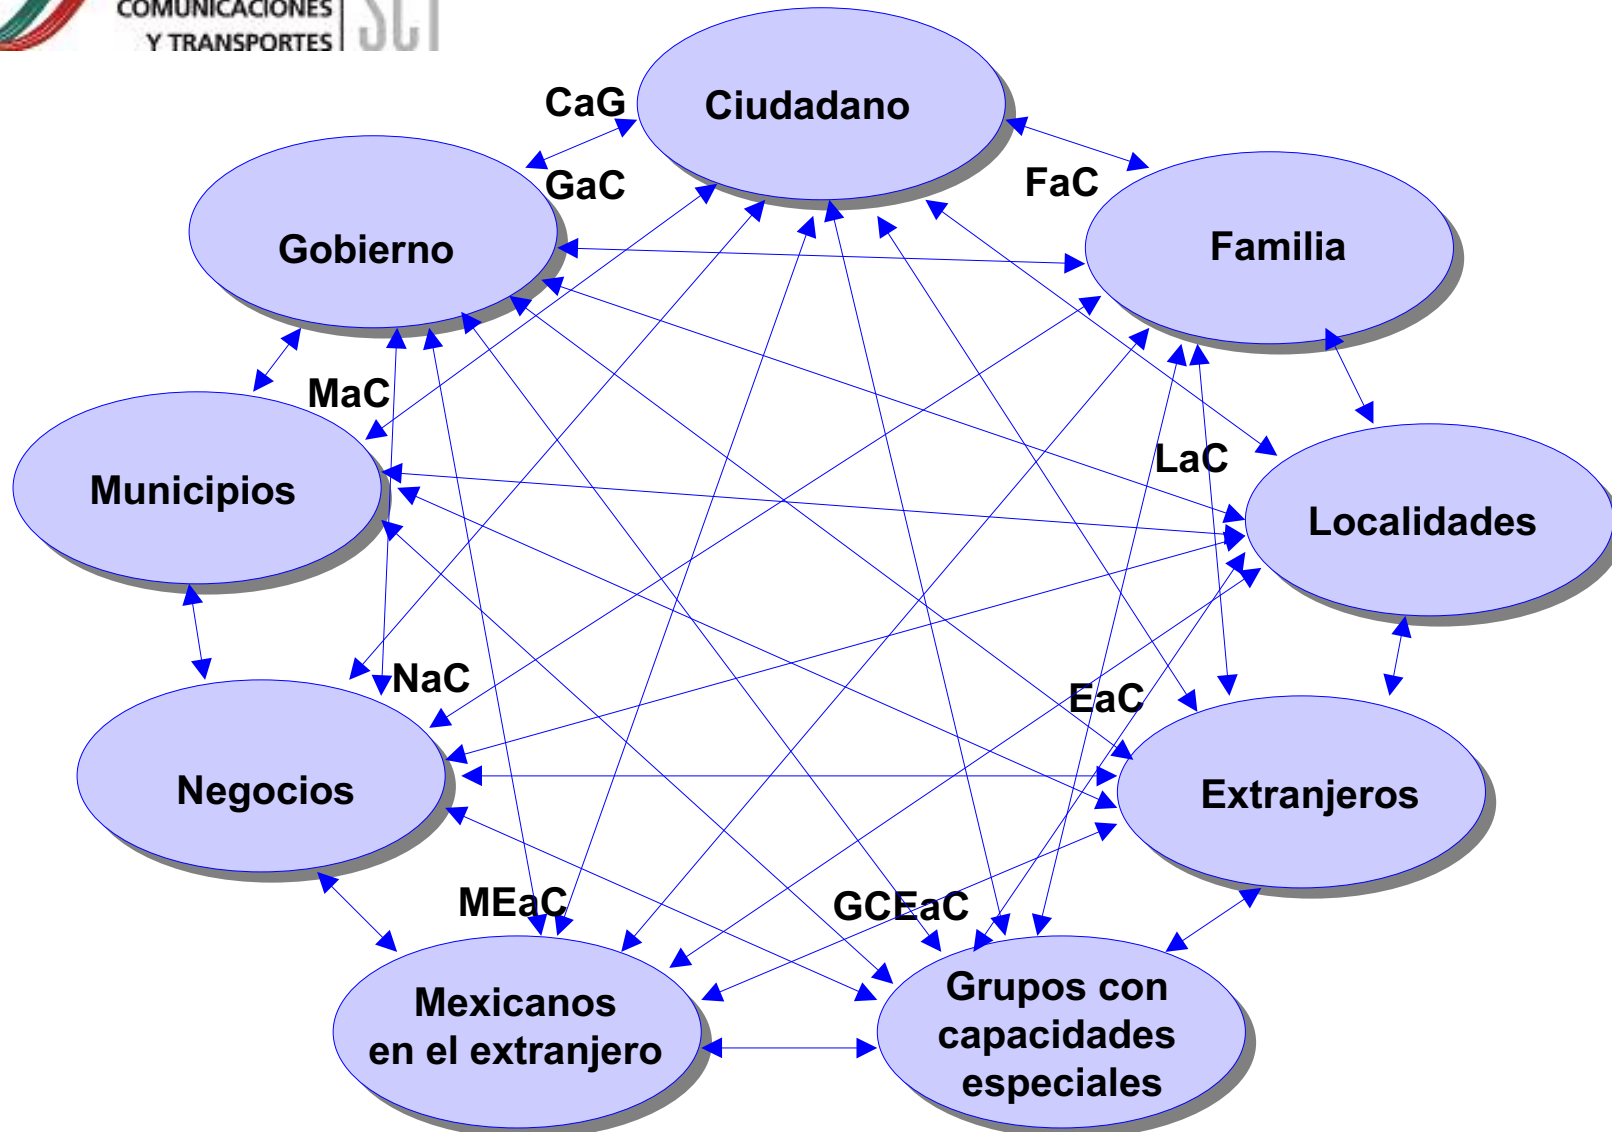 COMUNICACIONES
Y TRANSPORTES
SCT
CaG
Ciudadano
GaC
FaC
Gobierno
Familia
MaC
LaC
Municipios
Localidades
NaC
EaC
Negocios
Extranjeros
MEaC
GCEaC
Mexicanos
en el extranjero
Grupos con
capacidades
especiales